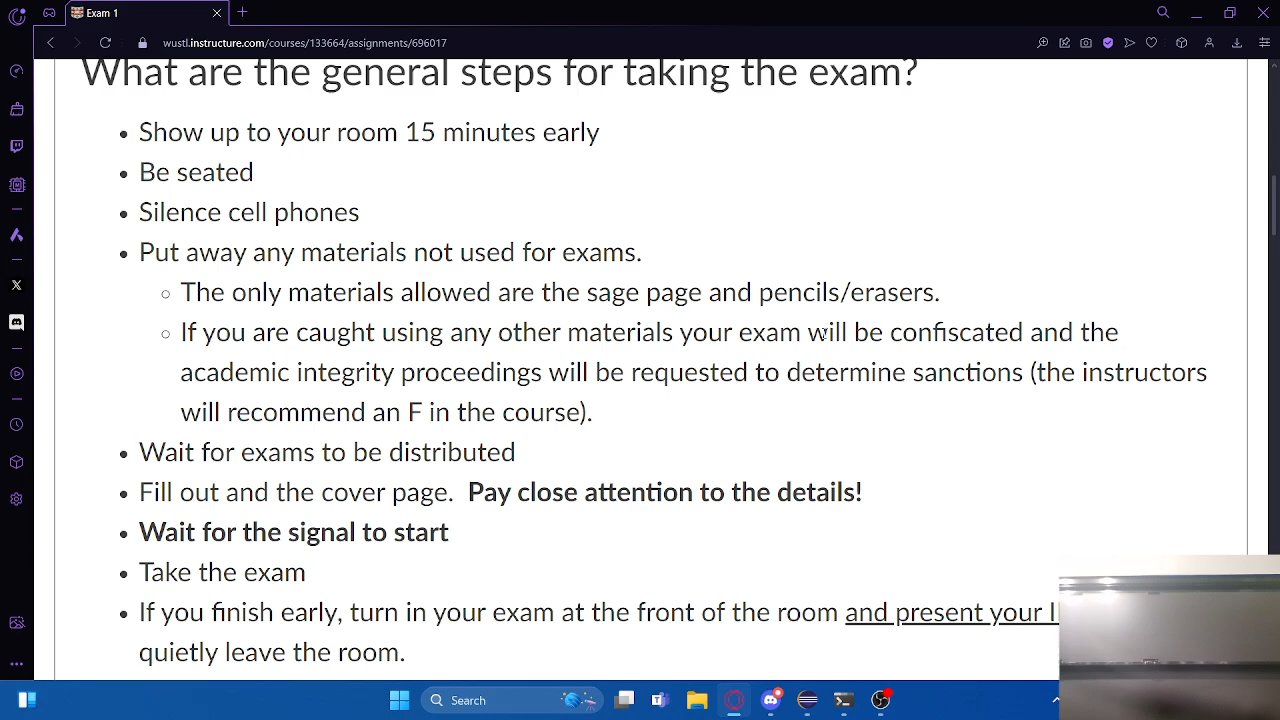 Exam 1
wustl.instructure.com/courses/133664/assignments/696017
What are the general steps for taking the exam?
Show up to your room 15 minutes early
Be seated
Silence cell phones
Put away any materials not used for exams.
The only materials allowed are the sage page and pencils/erasers.
If you are caught using any other materials your exam will be confiscated and the
academic integrity proceedings will be requested to determine sanctions (the instructors
will recommend an F in the course).
Wait for exams to be distributed
Fill out and the cover page. Pay close attention to the details!
Wait for the signal to start
Take the exam
If you finish early, turn in your exam at the front of the room and present your
quietly leave the room.
Search